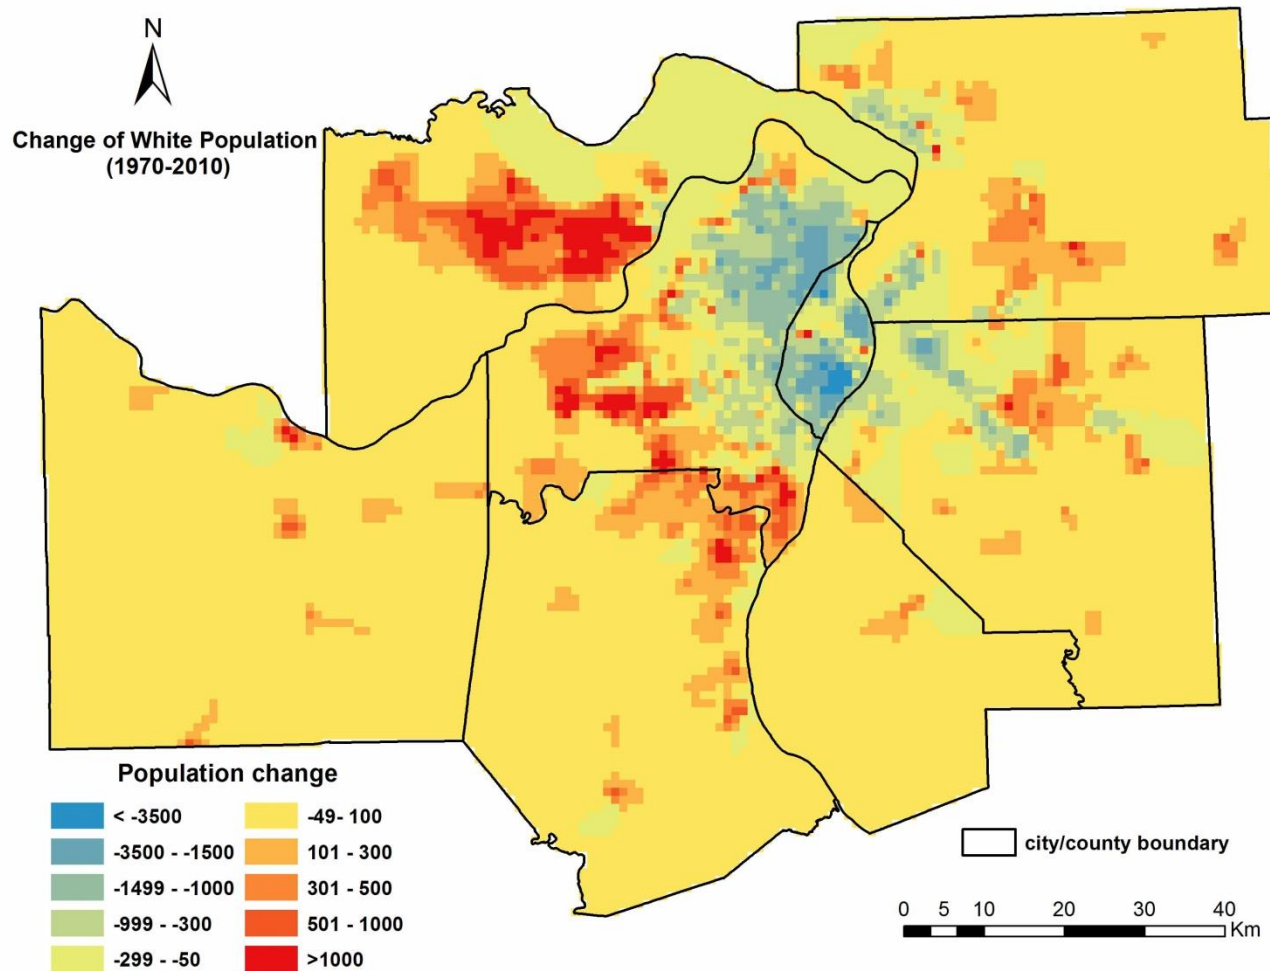 N
Change of White Population
(1970-2010)
Population change
< -3500
-3500 - -1500
-1499 - -1000
-999 - -300
-299 - -50
-49- 100
101 - 300
301 - 500
501 - 1000
>1000
city/county boundary
0 5 10 20 30 40
Km